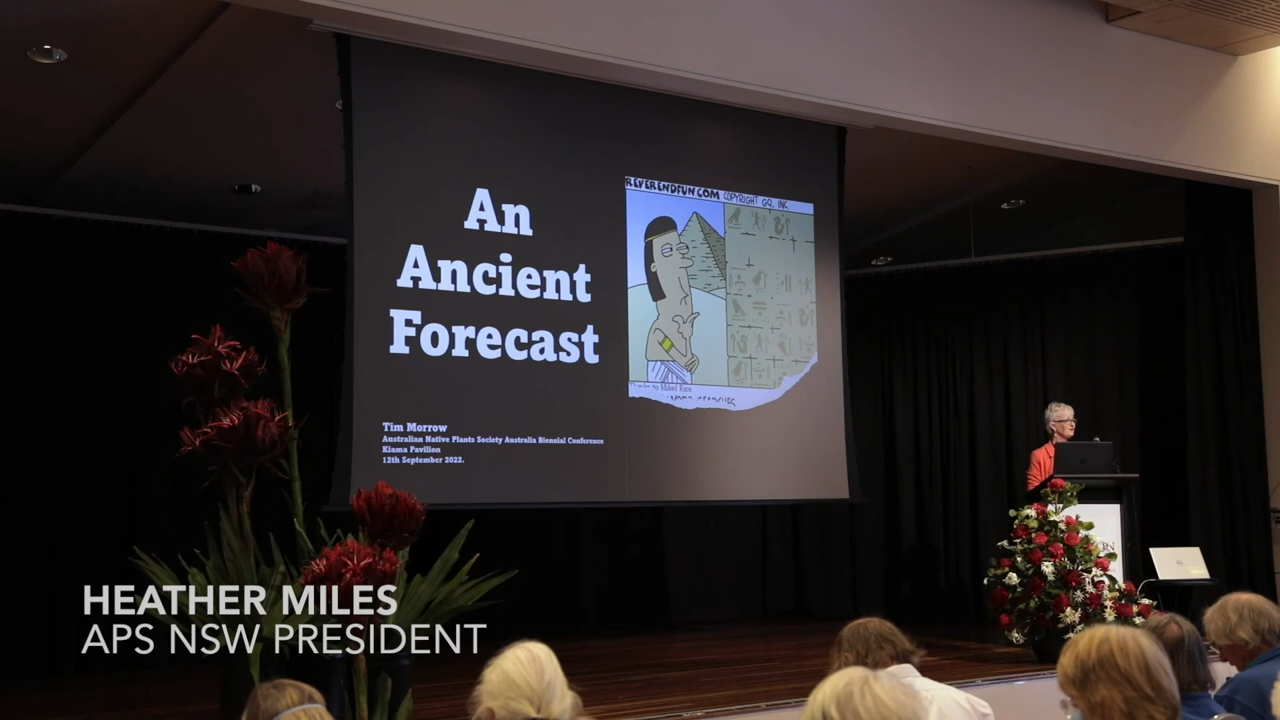 An
Ancient
Forecast
REVERENDFUN.COM COPYRIGHT GG, INK
Tim Morrow
Australian Native Plants Society Australia Biennial Conference
Kiama Pavilion
12th September 2022.
HEATHER MILES
APS NSW PRESIDENT